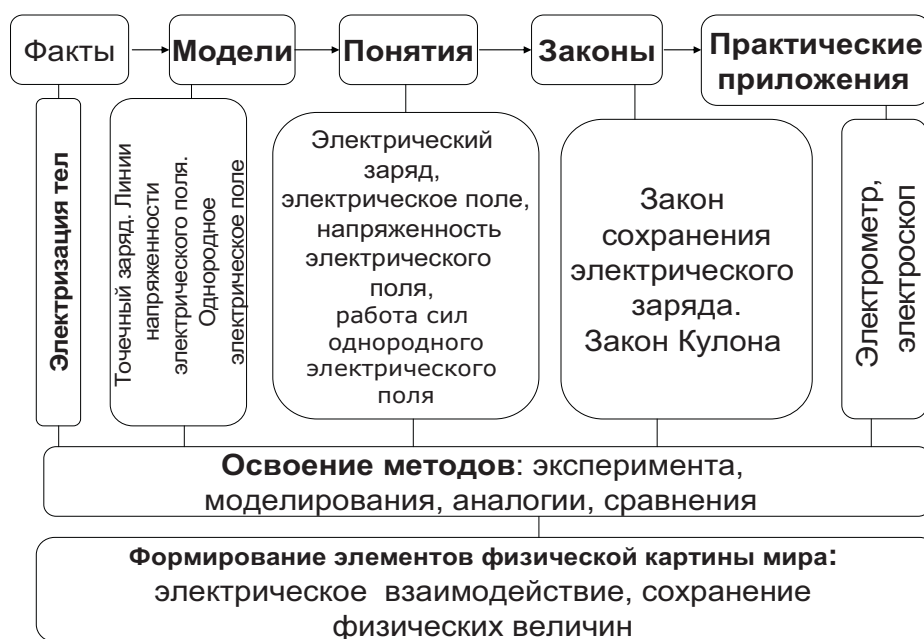 Факты
Модели
Понятия
Законы
Практические
приложения
Электризация тел
Точечный заряд. Линии
напряженности
электрического поля.
Однородное
электрическое поле
Электрический
заряд,
электрическое поле,
напряженность
электрического
поля,
работа сил
однородного
электрического
поля
Закон
сохранения
электрического
заряда.
Закон Кулона
Электрометр,
электроскоп
Освоение методов: эксперимента,
моделирования, аналогии, сравнения
Формирование элементов физической картины мира:
электрическое взаимодействие, сохранение
физических величин